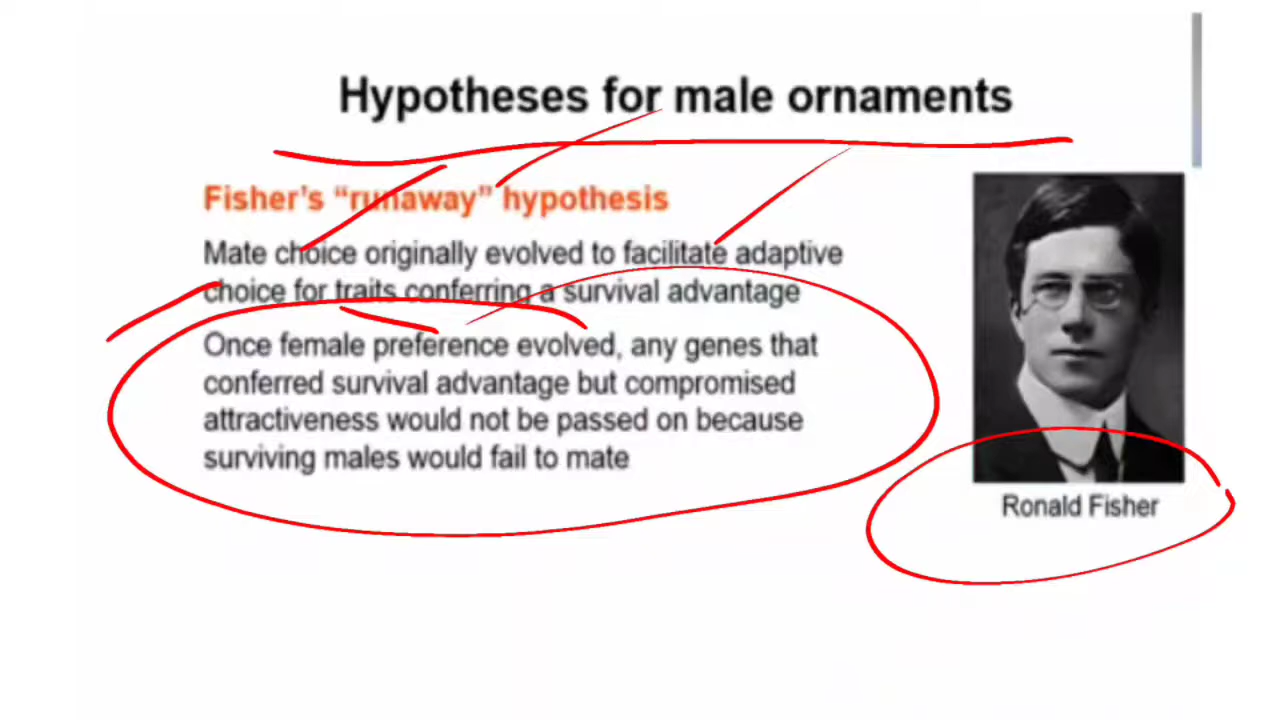 Hypotheses for male ornaments
Fisher's "runaway" hypothesis
Mate choice originally evolved to facilitate adaptive
choice for traits conferring a survival advantage
Once female preference evolved, any genes that
conferred survival advantage but compromised
attractiveness would not be passed on because
surviving males would fail to mate
Ronald Fisher